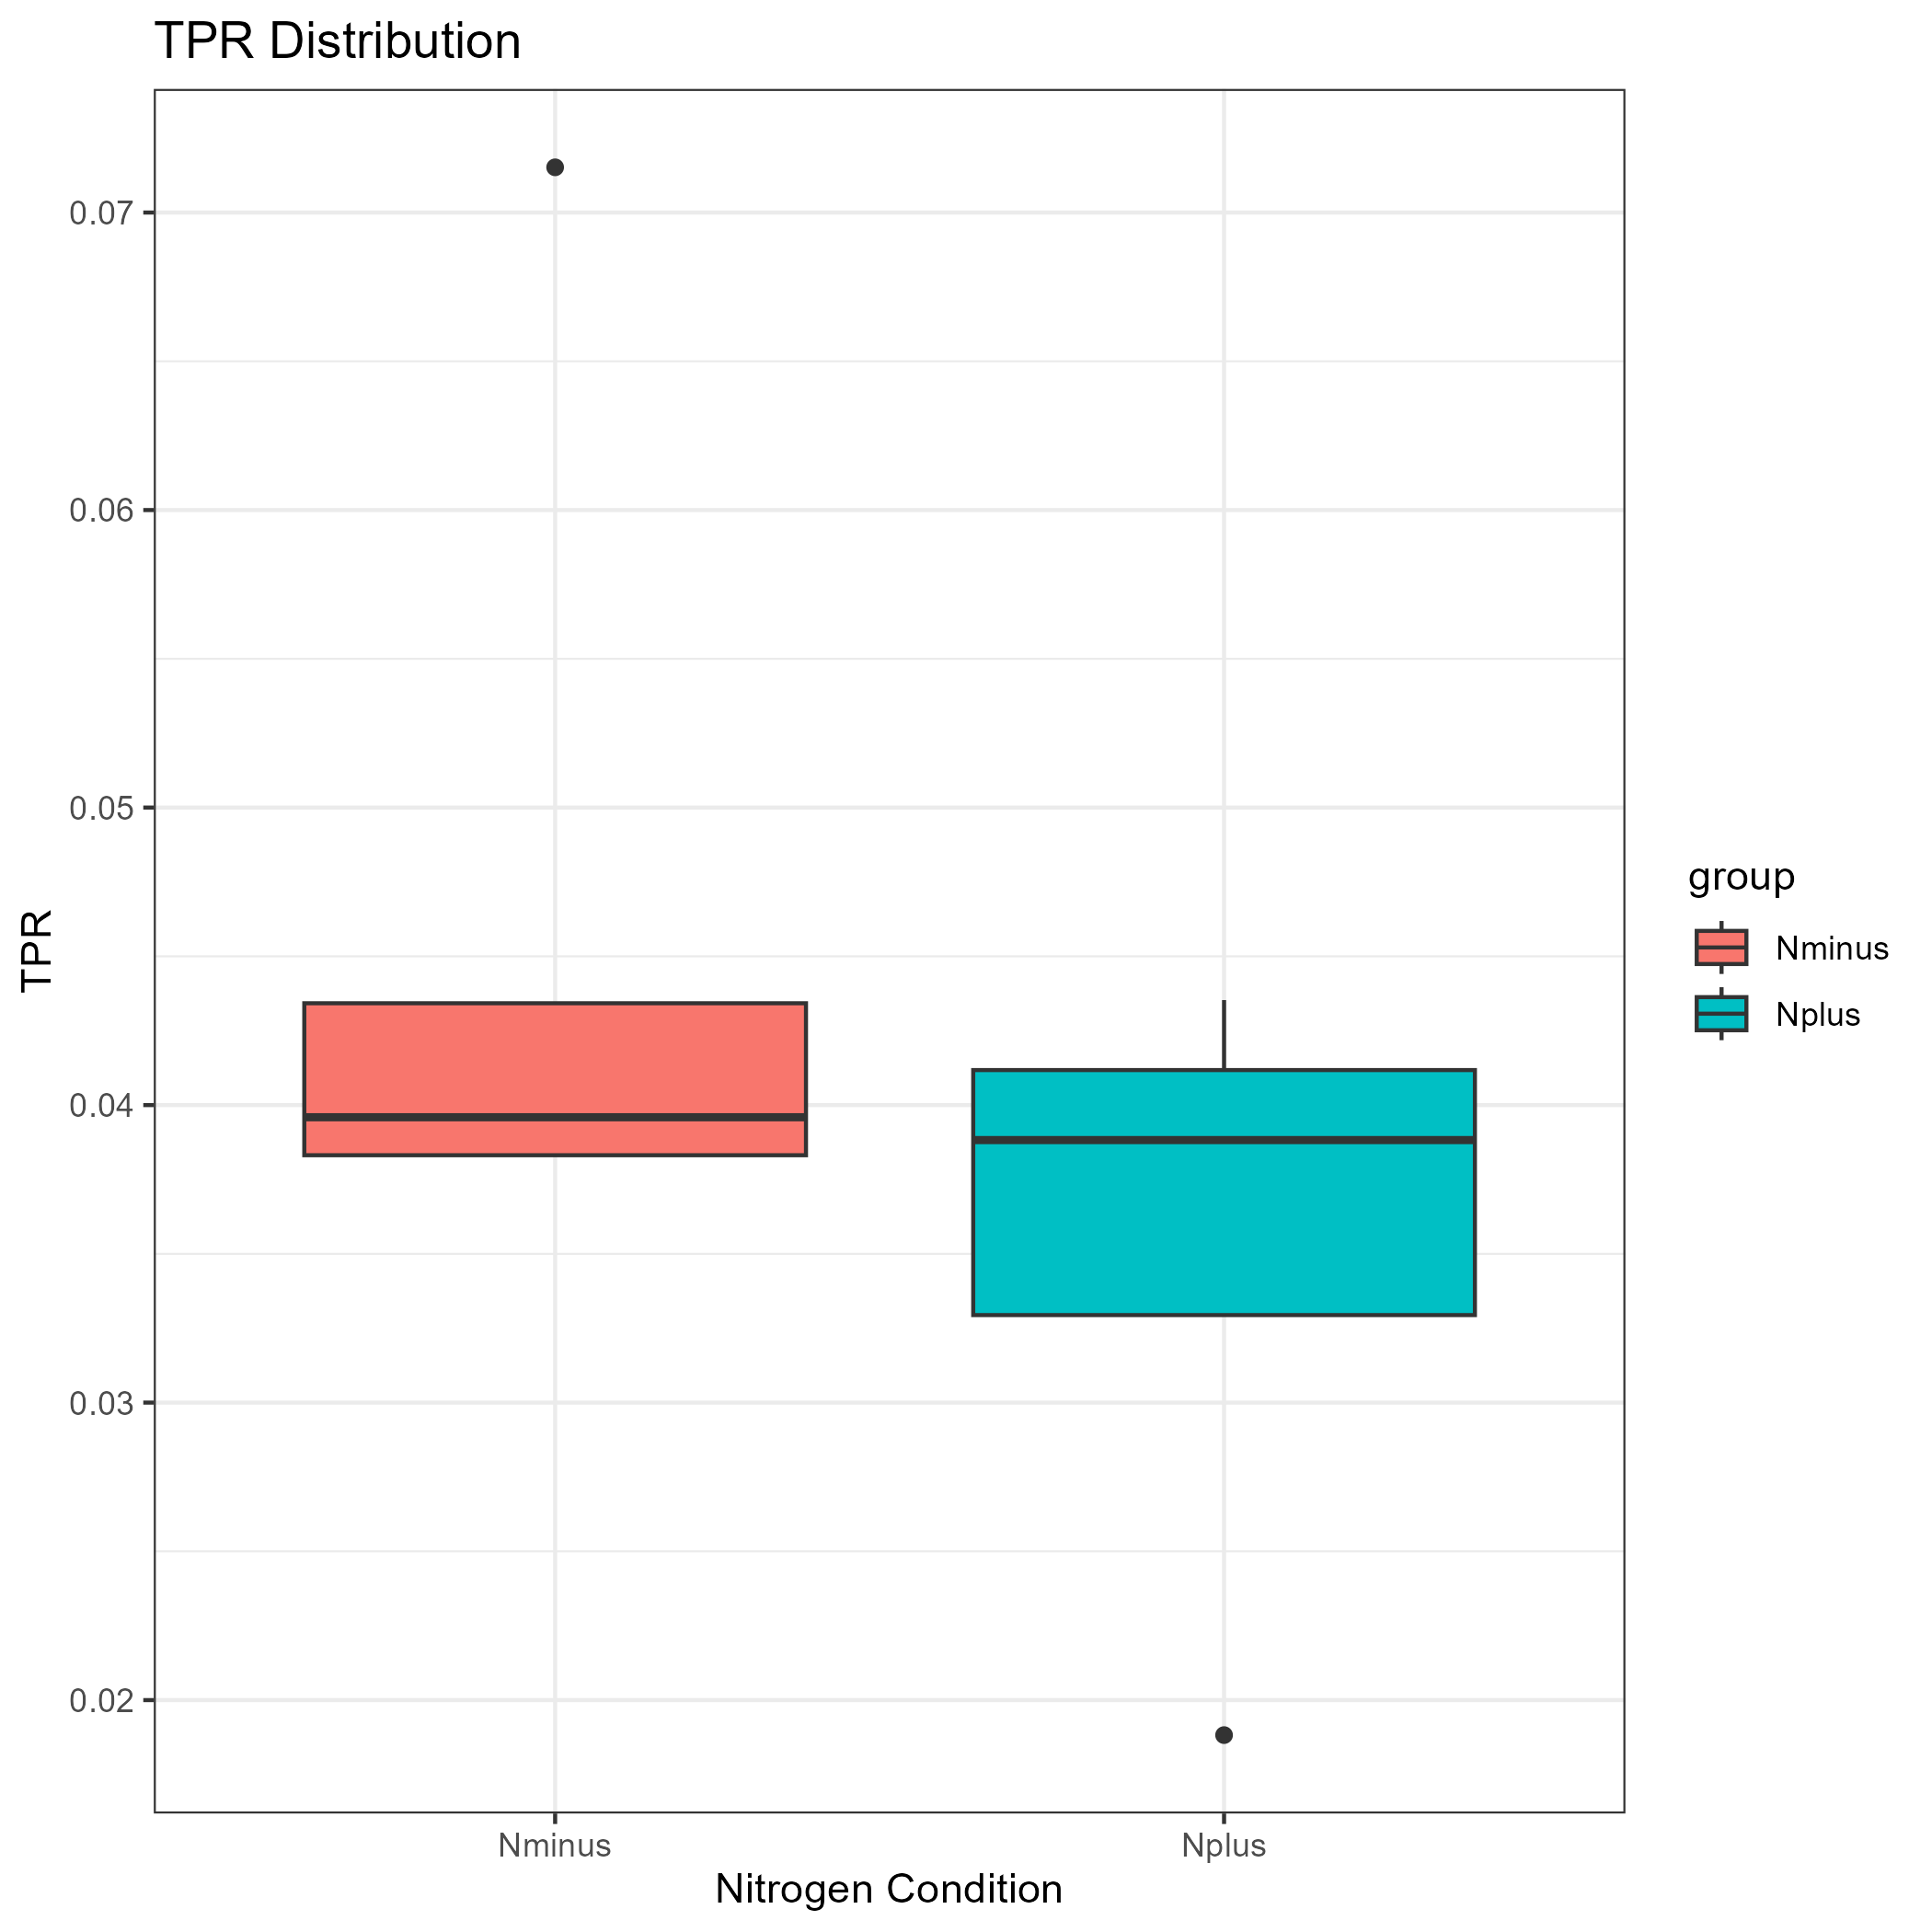 TPR Distribution
TPR
0.07
0.06
0.05
0.04
0.03
0.02
Nminus
Nplus
Nitrogen Condition
group
Nminus
Nplus